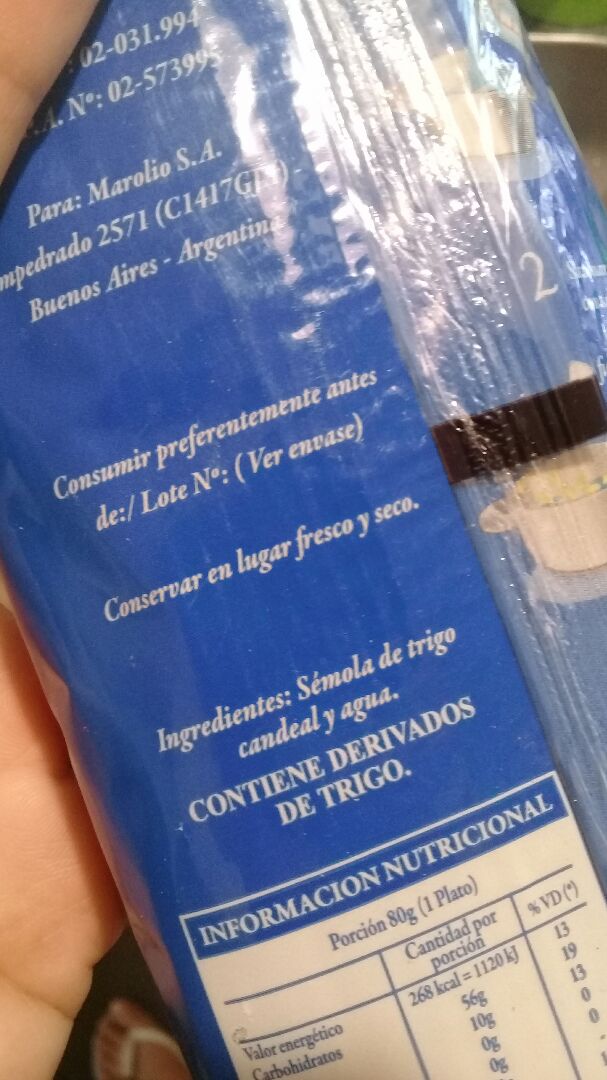 02-031.994
.A. Nº: 02-573995
Para: Marolio S.A.
mpedrado 2571 (C1417G
Buenos Aires - Argentina
Consumir preferentemente antes
de:/ Lote Nº: ( Ver envase)
Conservar en lugar fresco y seco.
Ingredientes: Sémola de trigo
candeal y agua.
CONTIENE DERIVADOS
DE TRIGO.
INFORMACION NUTRICIONAL
Porción 80g (1 Plato)
Cantidad por
porción
% VD (*)
Valor energético
268 kcal = 1120 kJ
13
Carbohidratos
56g
19
10g
13
0g
0
0g
0
2